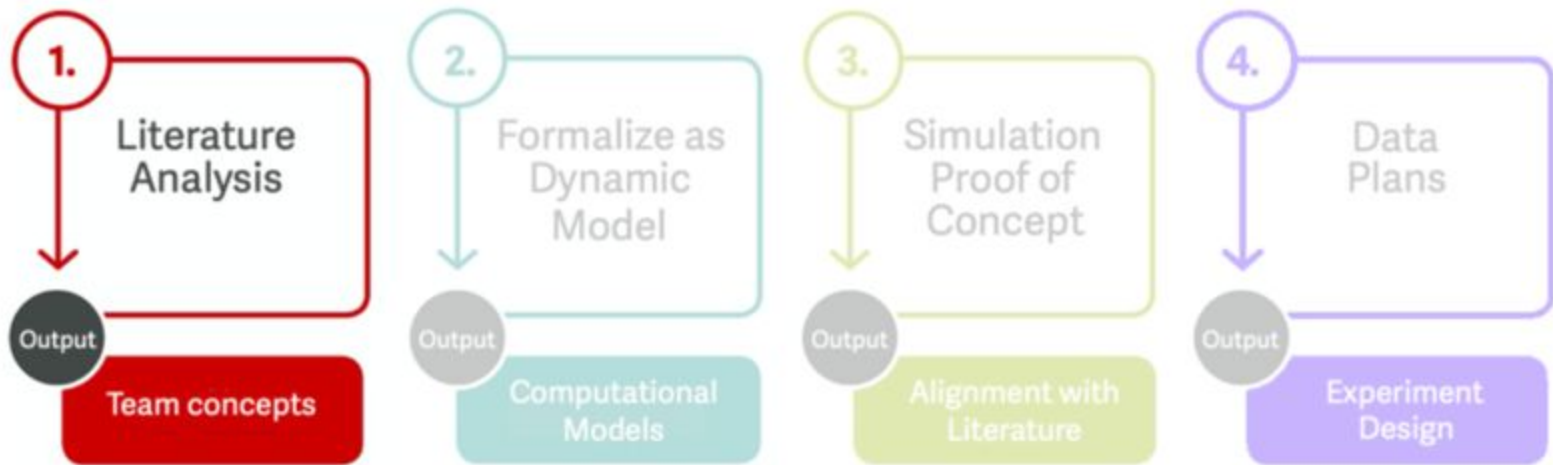 1.
Literature
Analysis
Output
Team concepts
2.
Formalize as
Dynamic
Model
Output
Computational
Models
3.
Simulation
Proof of
Concept
Output
Alignment with
Literature
4.
Data
Plans
Output
Experiment
Design